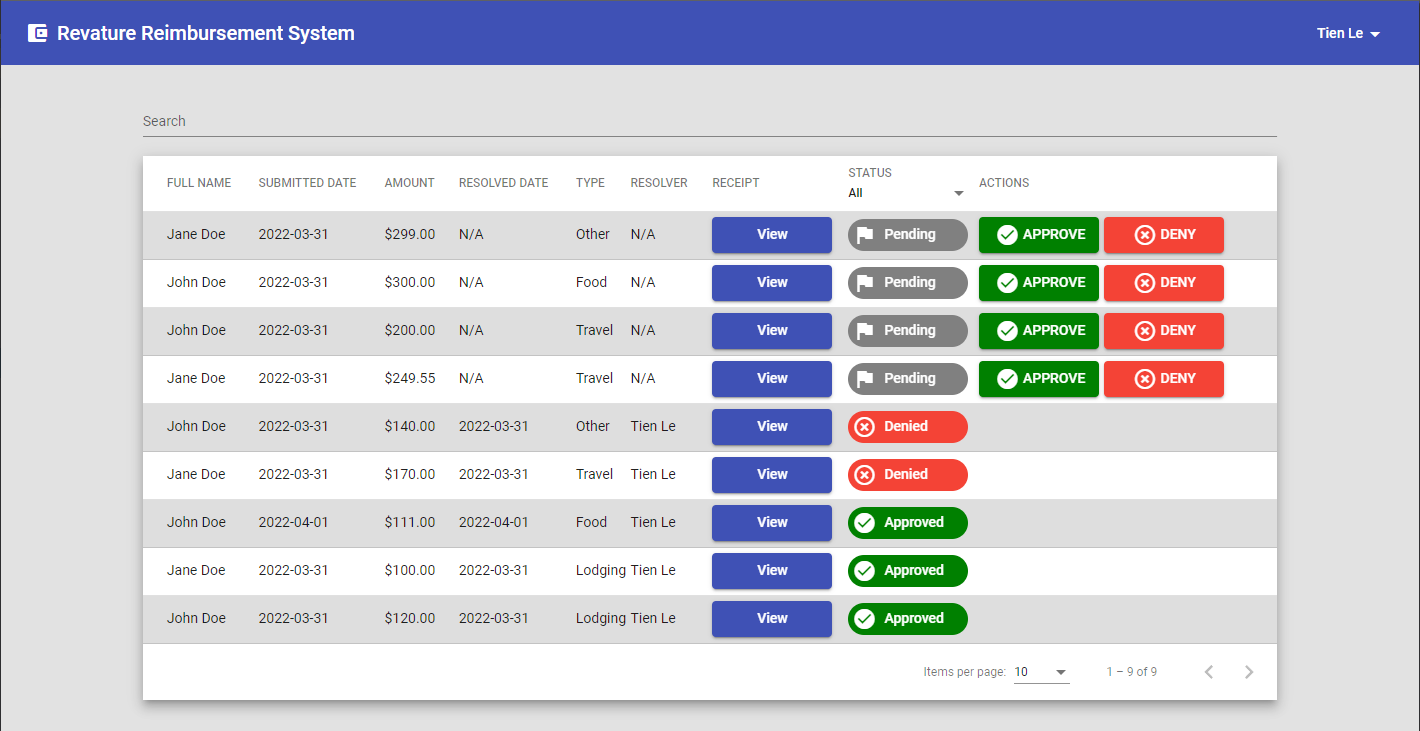 Revature Reimbursement System
Tien Le
Search
FULL NAME SUBMITTED DATE AMOUNT RESOLVED DATE TYPE RESOLVER RECEIPT STATUS All ACTIONS
Jane Doe 2022-03-31 $299.00 N/A Other N/A View Pending APPROVE DENY
John Doe 2022-03-31 $300.00 N/A Food N/A View Pending APPROVE DENY
John Doe 2022-03-31 $200.00 N/A Travel N/A View Pending APPROVE DENY
Jane Doe 2022-03-31 $249.55 N/A Travel N/A View Pending APPROVE DENY
John Doe 2022-03-31 $140.00 2022-03-31 Other Tien Le View Denied
Jane Doe 2022-03-31 $170.00 2022-03-31 Travel Tien Le View Denied
John Doe 2022-04-01 $111.00 2022-04-01 Food Tien Le View Approved
Jane Doe 2022-03-31 $100.00 2022-03-31 Lodging Tien Le View Approved
John Doe 2022-03-31 $120.00 2022-03-31 Lodging Tien Le View Approved
Items per page: 10 1 – 9 of 9